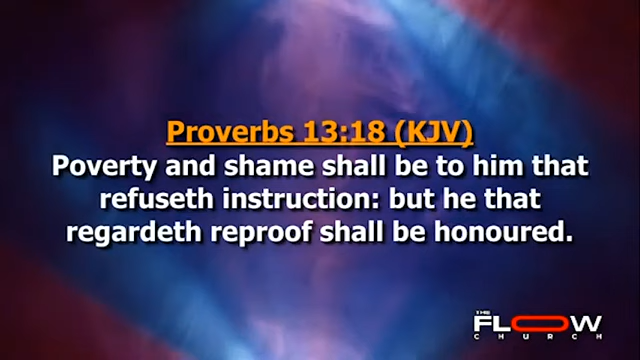 Proverbs 13:18 (KJV)
Poverty and shame shall be to him that
refuseth instruction: but he that
regardeth reproof shall be honoured.
THE
FLOW
CHURCH